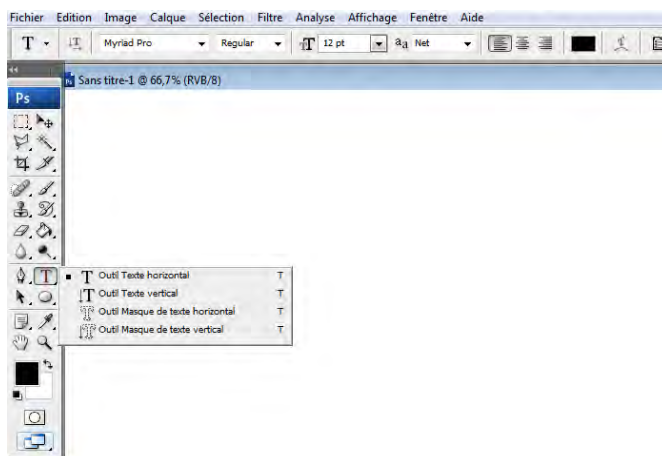 Fichier Edition Image Calque Sélection Filtre Analyse Affichage Fenêtre Aide
T T Myriad Pro Regular T 12 pt aa Net
Sans titre-1 @ 66,7% (RVB/8)
Ps
T
T Outil Texte horizontal T
T Outil Texte vertical T
T Outil Masque de texte horizontal T
T Outil Masque de texte vertical T